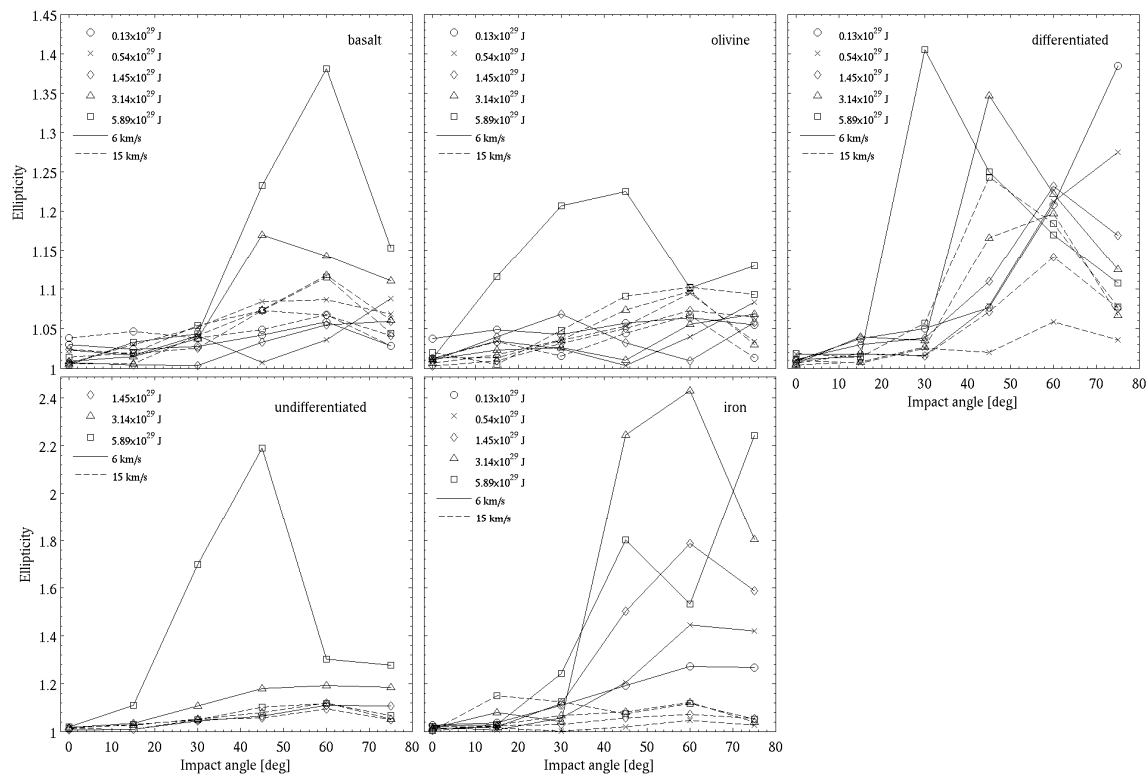 1.45
1.4
1.35
1.3
1.25
1.2
1.15
1.1
1.05
1
Ellipticity
basalt
0.13x10^29 J
0.54x10^29 J
1.45x10^29 J
3.14x10^29 J
5.89x10^29 J
6 km/s
15 km/s
olivine
0.13x10^29 J
0.54x10^29 J
1.45x10^29 J
3.14x10^29 J
5.89x10^29 J
6 km/s
15 km/s
differentiated
0.13x10^29 J
0.54x10^29 J
1.45x10^29 J
3.14x10^29 J
5.89x10^29 J
6 km/s
15 km/s
0 10 20 30 40 50 60 70 80
Impact angle [deg]
2.4
2.2
2
1.8
1.6
1.4
1.2
1
Ellipticity
undifferentiated
1.45x10^29 J
3.14x10^29 J
5.89x10^29 J
6 km/s
15 km/s
0 10 20 30 40 50 60 70 80
Impact angle [deg]
iron
0.13x10^29 J
0.54x10^29 J
1.45x10^29 J
3.14x10^29 J
5.89x10^29 J
6 km/s
15 km/s
0 10 20 30 40 50 60 70 80
Impact angle [deg]